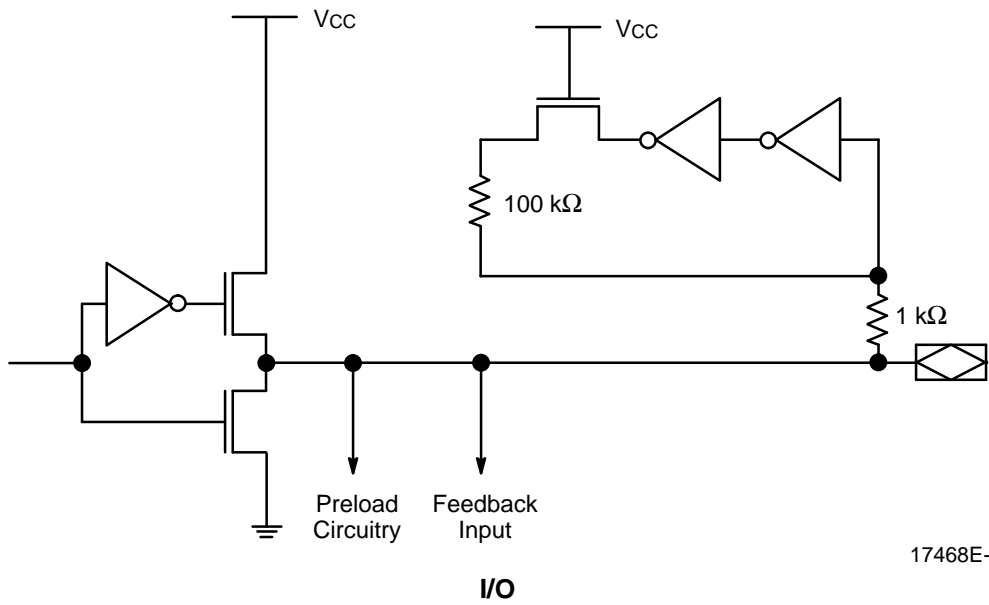 Vcc
Vcc
100 kΩ
1 kΩ
Preload
Circuitry
Feedback
Input
17468E-
I/O